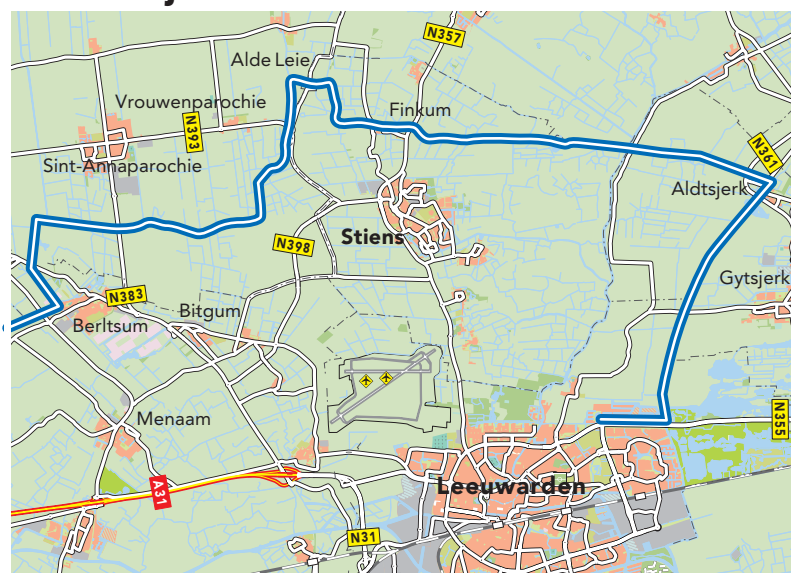 N357
Alde Leie
Vrouwenparochie
Finkum
N393
N361
Sint-Annaparochie
Aldtsjerk
Stiens
N398
Gytsjerk
N383
Bitgum
Berltsum
Menaam
N355
Leeuwarden
A31
N31